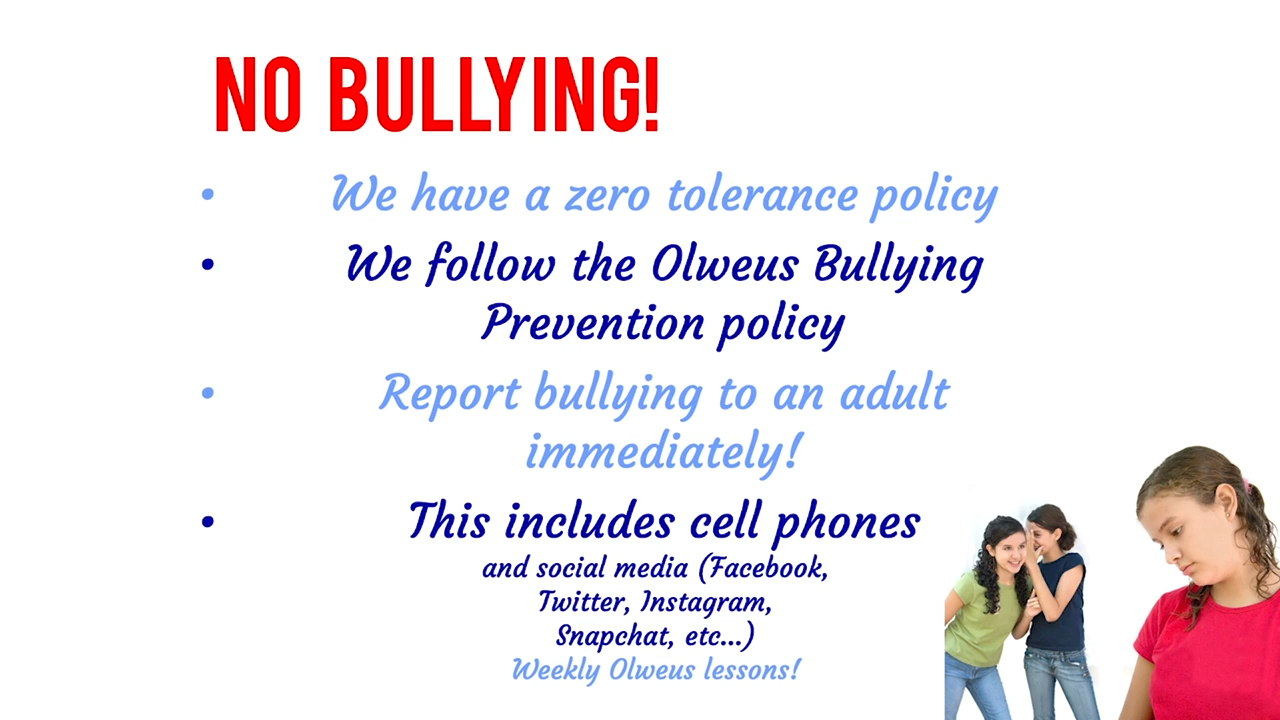 NO BULLYING!
• We have a zero tolerance policy
• We follow the Olweus Bullying
Prevention policy
• Report bullying to an adult
immediately!
• This includes cell phones
and social media (Facebook,
Twitter, Instagram,
Snapchat, etc...)
Weekly Olweus lessons!